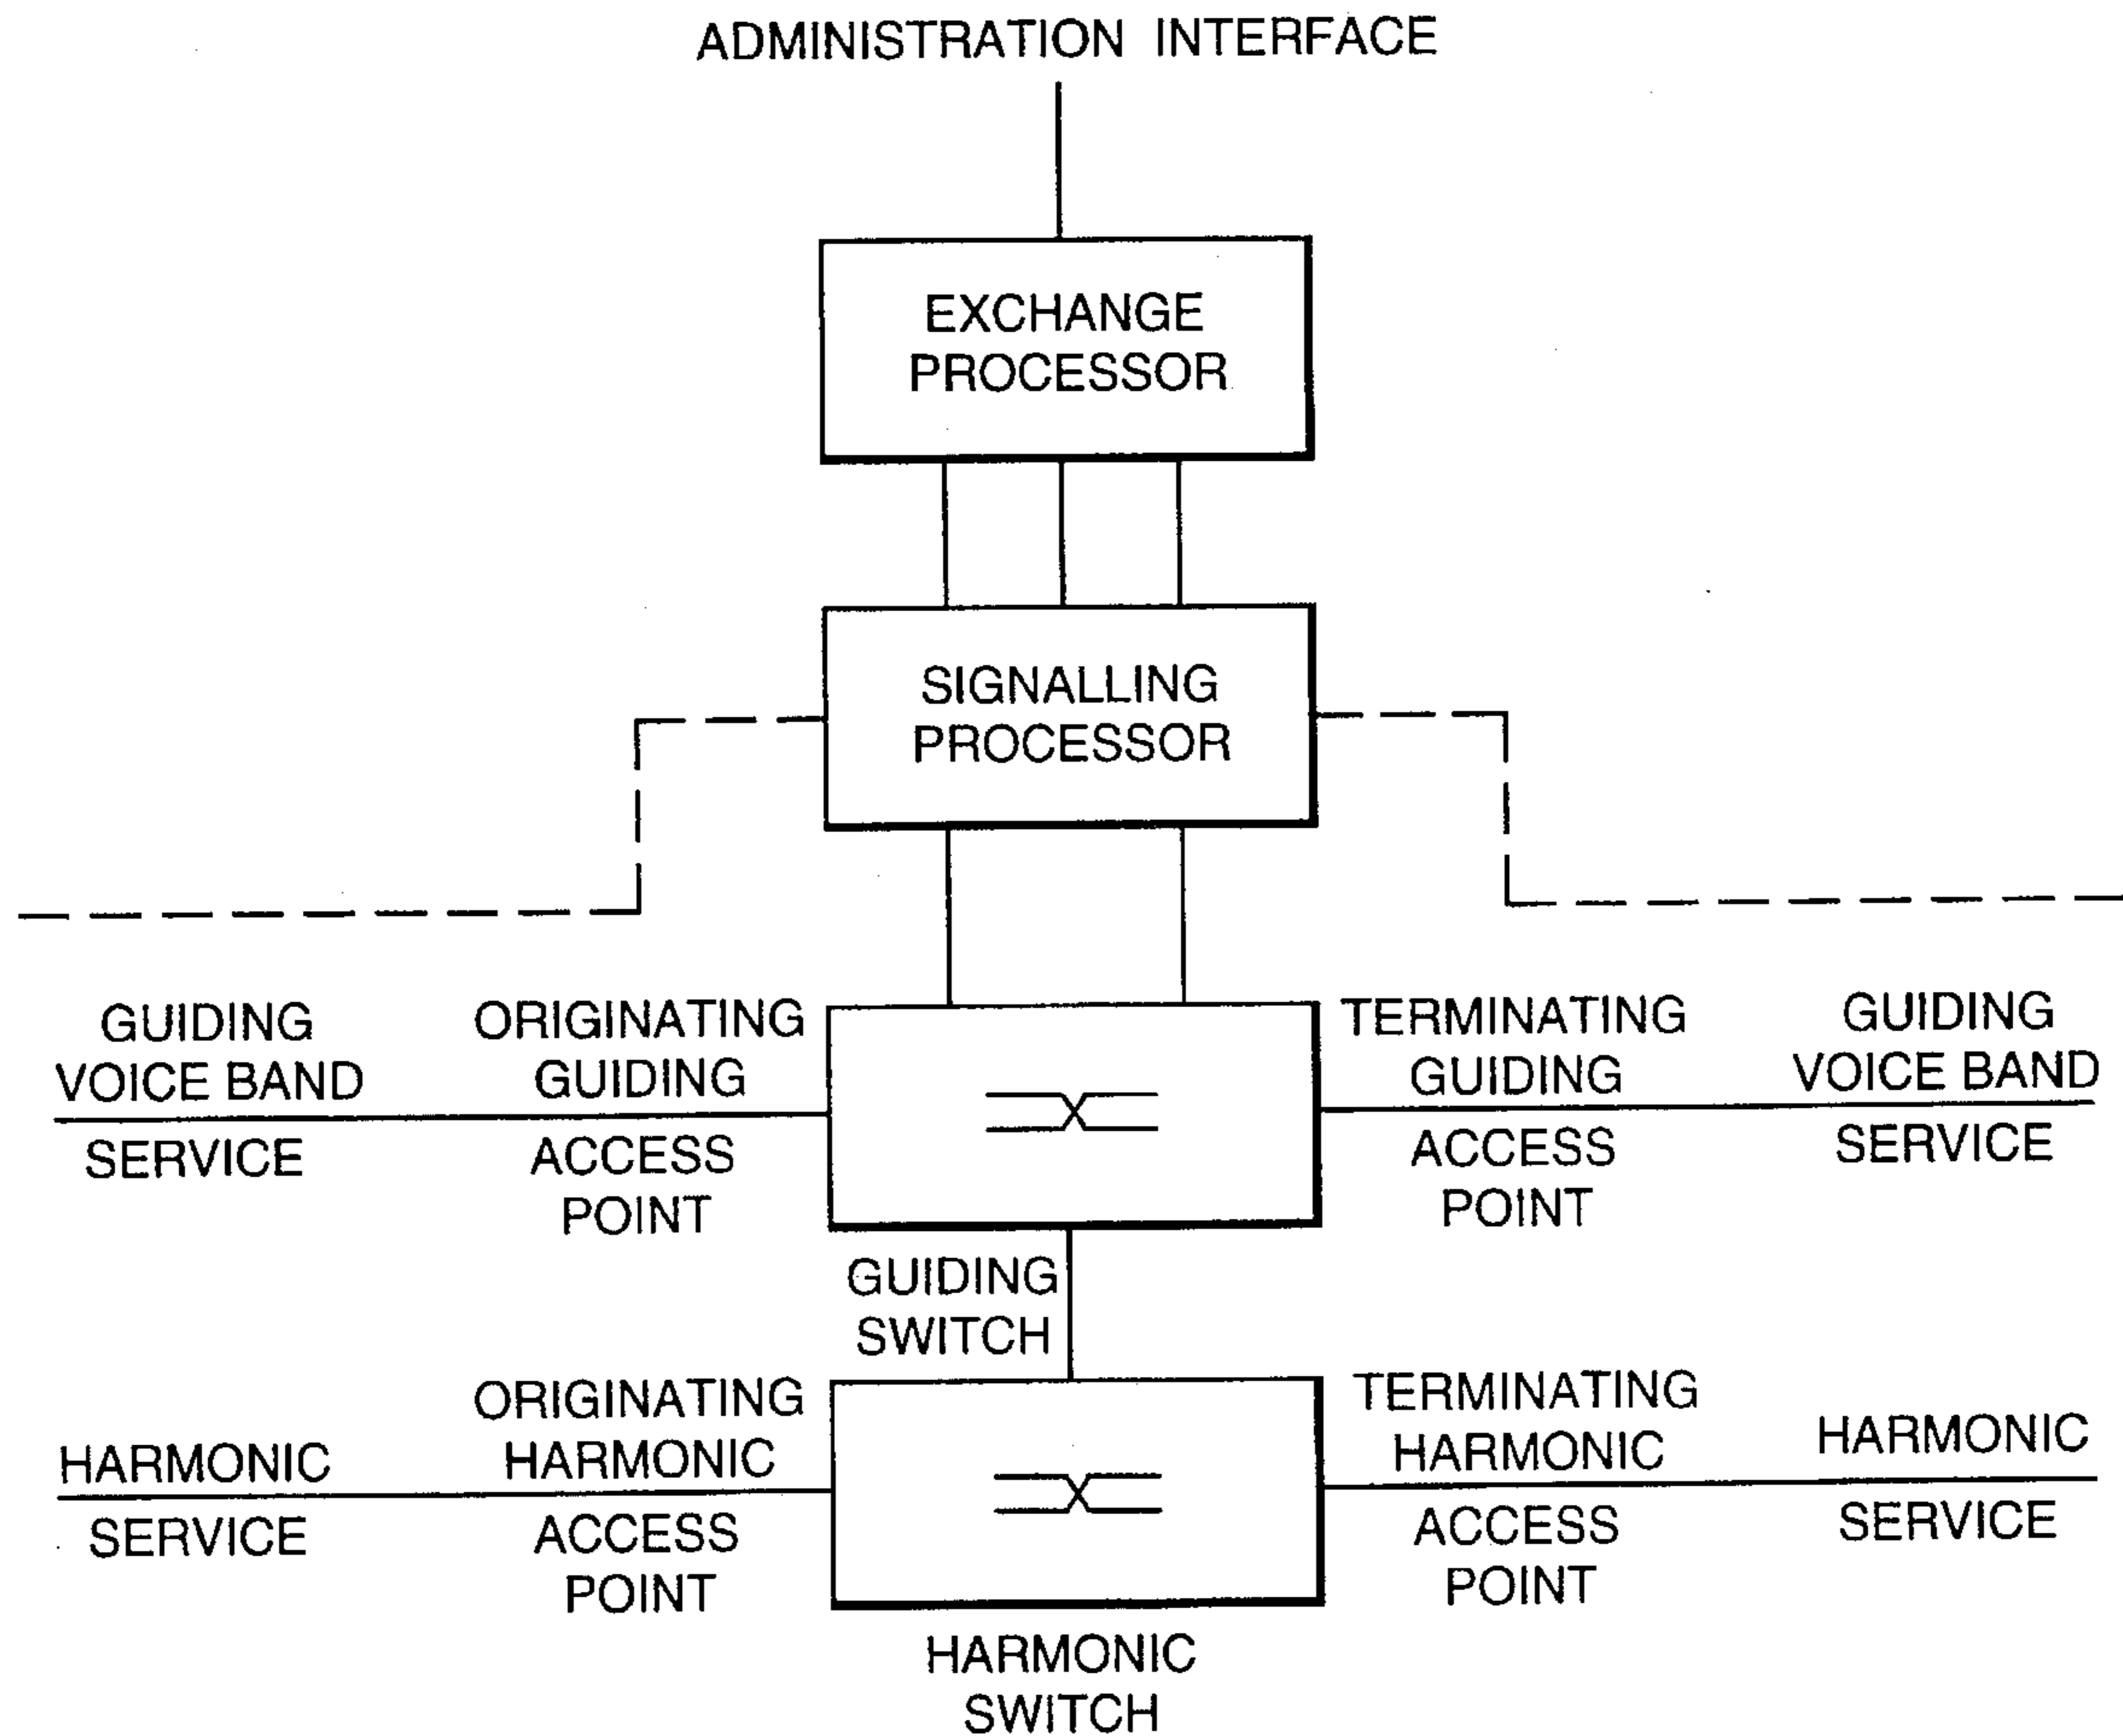 ADMINISTRATION INTERFACE
EXCHANGE
PROCESSOR
SIGNALLING
PROCESSOR
GUIDING
VOICE BAND
SERVICE
ORIGINATING
GUIDING
ACCESS
POINT
TERMINATING
GUIDING
ACCESS
POINT
GUIDING
VOICE BAND
SERVICE
GUIDING
SWITCH
HARMONIC
SERVICE
ORIGINATING
HARMONIC
ACCESS
POINT
TERMINATING
HARMONIC
ACCESS
POINT
HARMONIC
SERVICE
HARMONIC
SWITCH